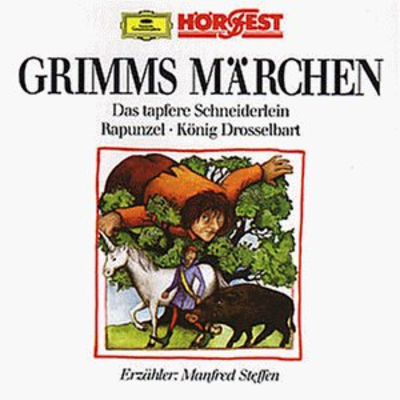 HÖRFEST
GRIMMS MÄRCHEN
Das tapfere Schneiderlein
Rapunzel · König Drosselbart
Erzähler: Manfred Steffen